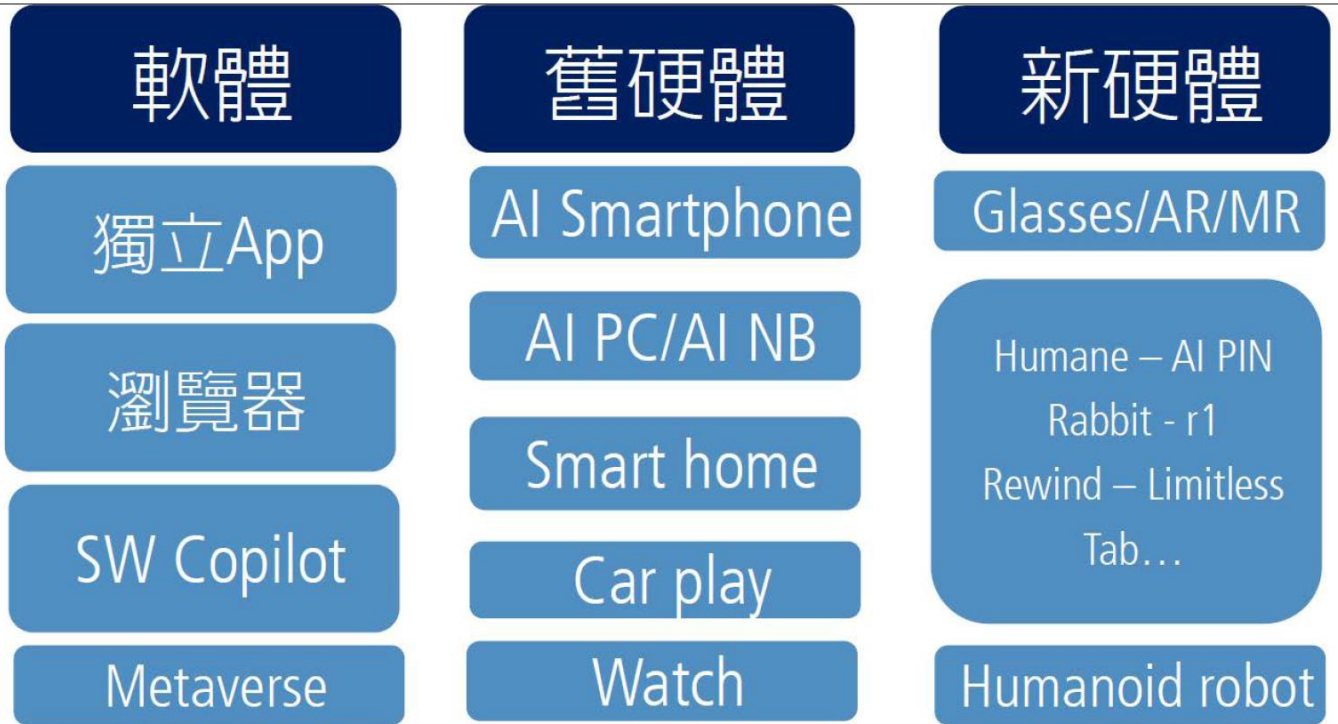 軟體
獨立App
瀏覽器
SW Copilot
Metaverse
舊硬體
AI Smartphone
AI PC/AI NB
Smart home
Car play
Watch
新硬體
Glasses/AR/MR
Humane – AI PIN
Rabbit - r1
Rewind – Limitless
Tab…
Humanoid robot